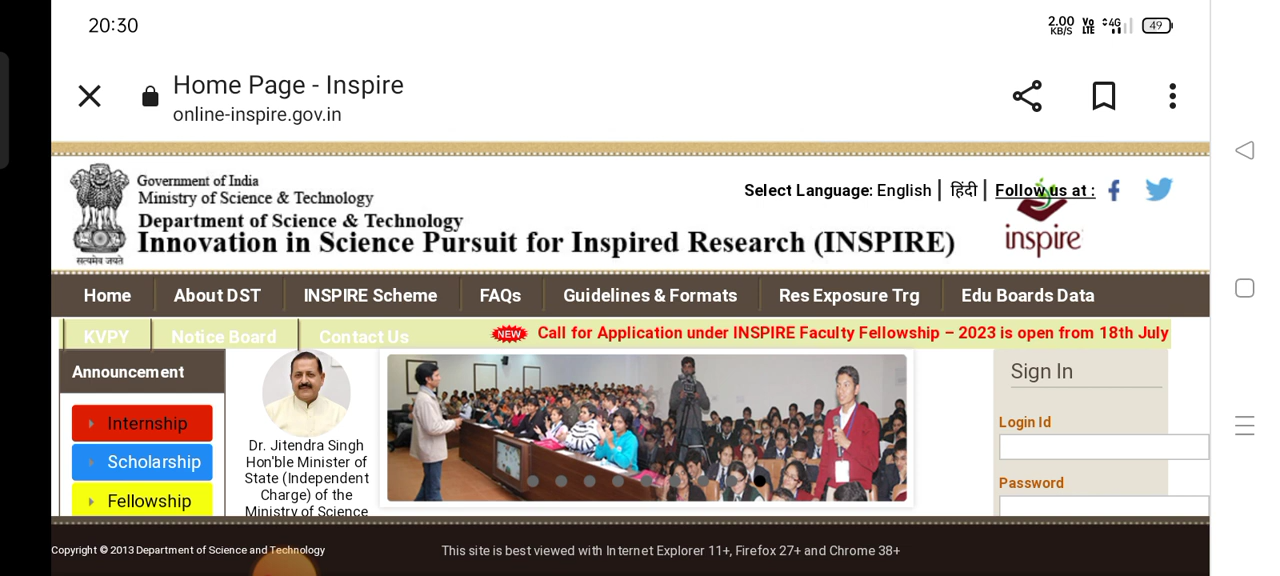 20:30
2.00 KB/S Vo LTE 4G 49
Home Page - Inspire
online-inspire.gov.in
Government of India
Ministry of Science & Technology
Department of Science & Technology
Innovation in Science Pursuit for Inspired Research (INSPIRE)
सत्यमेव जयते
Select Language: English | हिंदी | Follow us at :
inspire
Home About DST INSPIRE Scheme FAQs Guidelines & Formats Res Exposure Trg Edu Boards Data
KVPY Notice Board Contact Us
NEW Call for Application under INSPIRE Faculty Fellowship – 2023 is open from 18th July
Announcement
Internship
Scholarship
Fellowship
Dr. Jitendra Singh
Hon'ble Minister of
State (Independent
Charge) of the
Ministry of Science
Sign In
Login Id
Password
Copyright © 2013 Department of Science and Technology
This site is best viewed with Internet Explorer 11+, Firefox 27+ and Chrome 38+